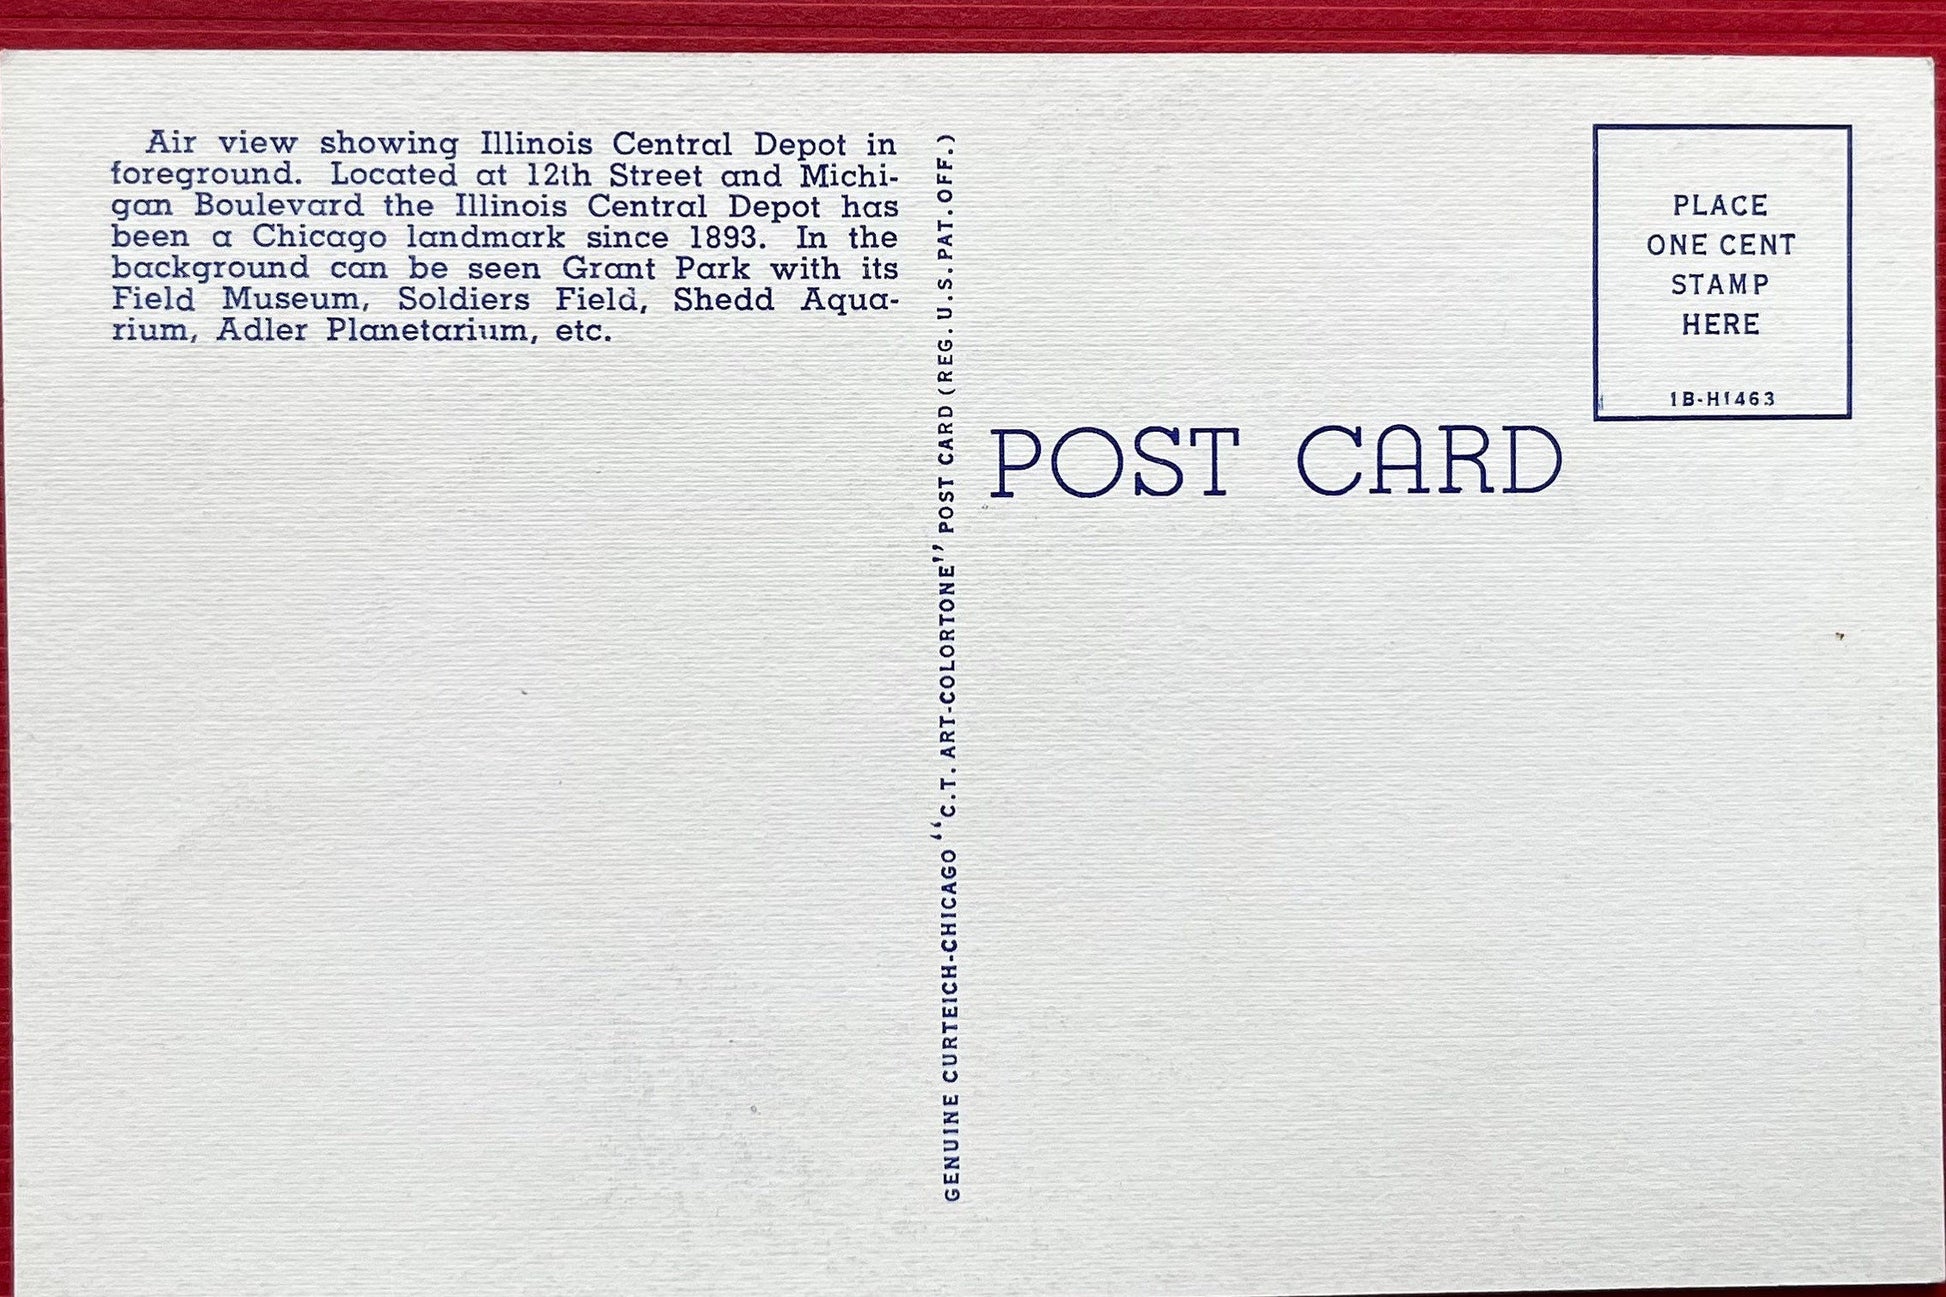 Air view showing Illinois Central Depot in
foreground. Located at 12th Street and Michi-
gan Boulevard the Illinois Central Depot has
been a Chicago landmark since 1893. In the
background can be seen Grant Park with its
Field Museum, Soldiers Field, Shedd Aqua-
rium, Adler Planetarium, etc.
GENUINE CURTEICH-CHICAGO "C.T. ART-COLORTONE" POST CARD (REG. U.S. PAT. OFF.)
PLACE
ONE CENT
STAMP
HERE
1B-H1463
POST CARD